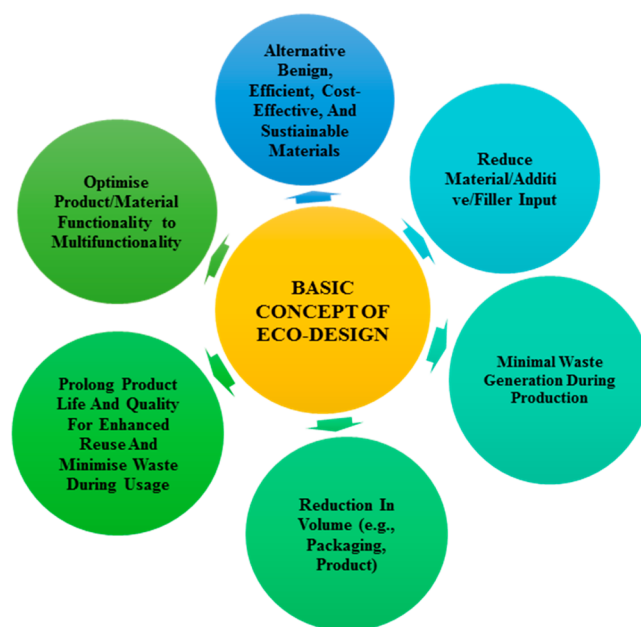 Alternative
Benign,
Efficient, Cost-
Effective, And
Sustiainable
Materials
Reduce
Material/Additi
ve/Filler Input
Minimal Waste
Generation During
Production
Reduction In
Volume (e.g.,
Packaging,
Product)
Prolong Product
Life And Quality
For Enhanced
Reuse And
Minimise Waste
During Usage
Optimise
Product/Material
Functionality to
Multifunctionality
BASIC
CONCEPT OF
ECO-DESIGN